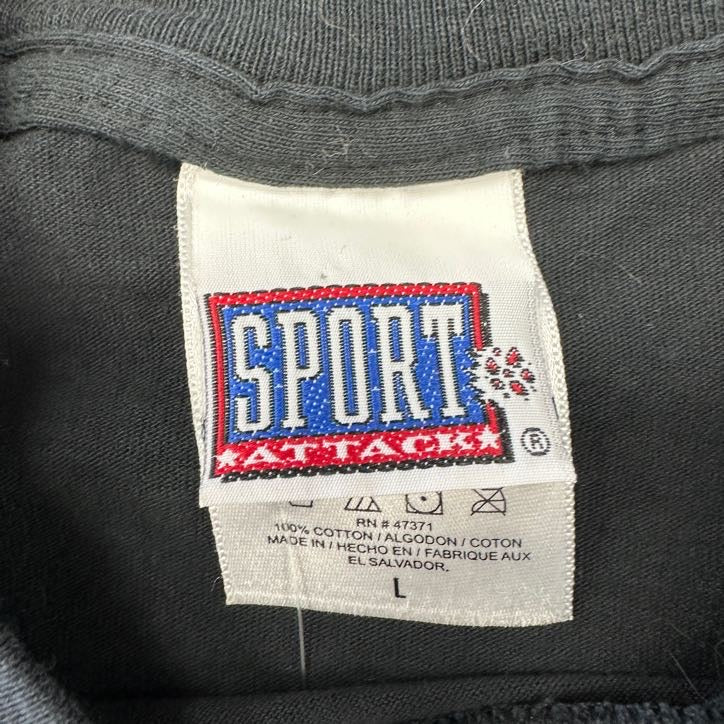 SPORT
ATTACK
®
RN # 47371
100% COTTON / ALGODON / COTON
MADE IN / HECHO EN / FABRIQUE AUX
EL SALVADOR.
L